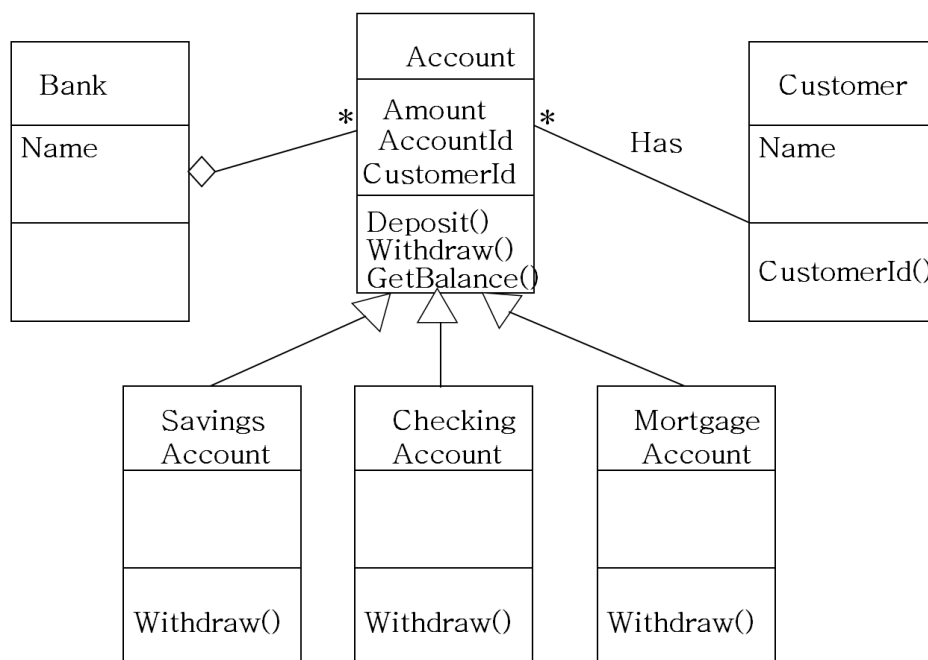 Bank
Name
*
Account
Amount
AccountId
CustomerId
Deposit()
Withdraw()
GetBalance()
*
Has
Customer
Name
CustomerId()
Savings
Account
Withdraw()
Checking
Account
Withdraw()
Mortgage
Account
Withdraw()